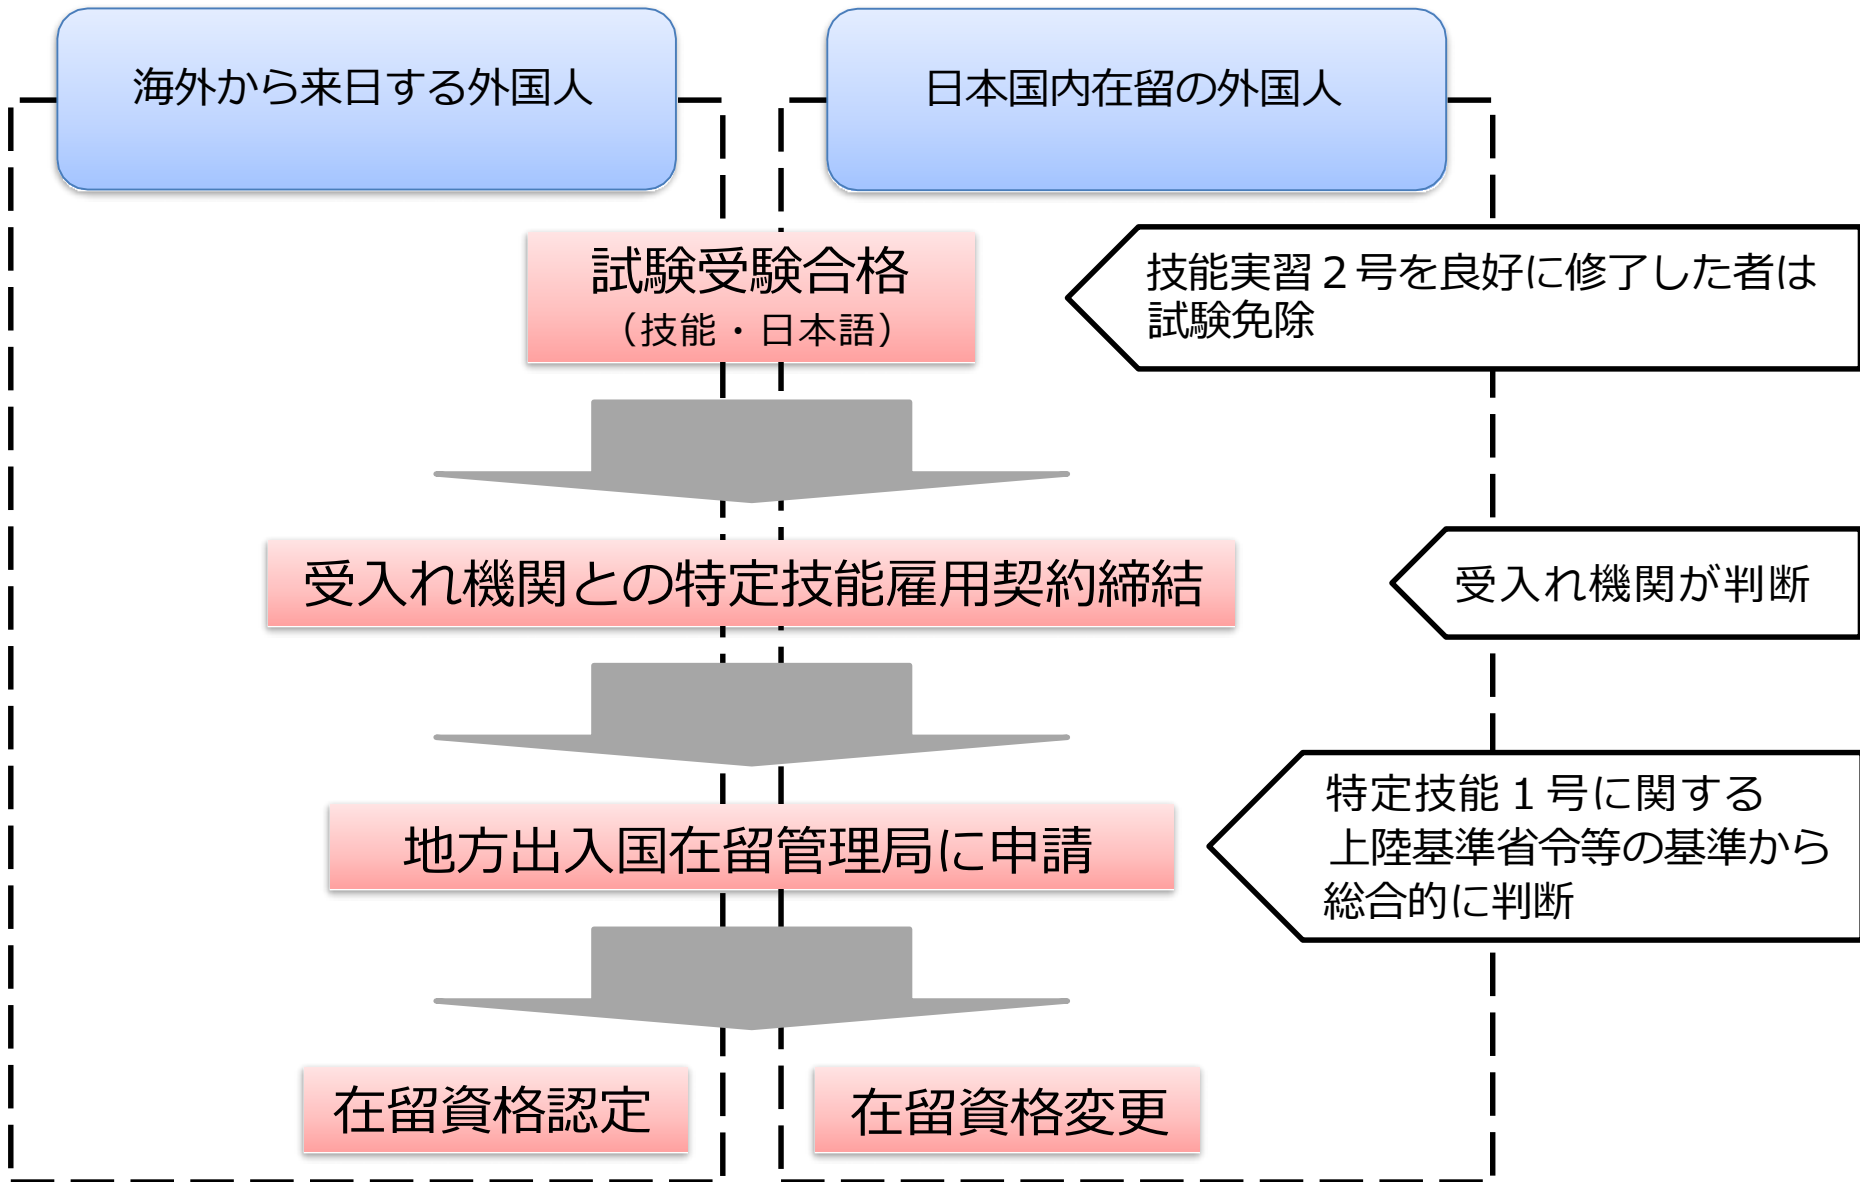 海外から来日する外国人
日本国内在留の外国人
試験受験合格
（技能・日本語）
技能実習２号を良好に修了した者は
試験免除
受入れ機関との特定技能雇用契約締結
受入れ機関が判断
地方出入国在留管理局に申請
特定技能１号に関する
上陸基準省令等の基準から
総合的に判断
在留資格認定
在留資格変更